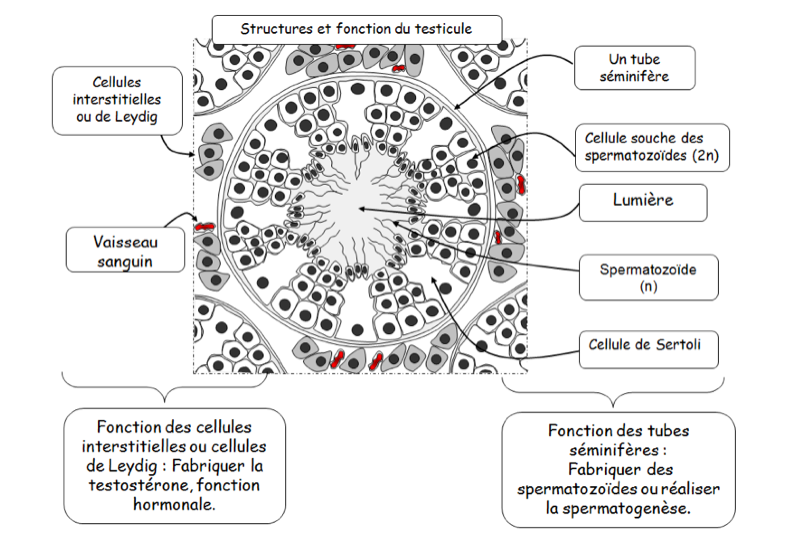 Structures et fonction du testicule
Cellules
interstitielles
ou de Leydig
Vaisseau
sanguin
Un tube
séminifère
Cellule souche des
spermatozoïdes (2n)
Lumière
Spermatozoïde
(n)
Cellule de Sertoli
Fonction des cellules
interstitielles ou cellules
de Leydig : Fabriquer la
testostérone, fonction
hormonale.
Fonction des tubes
séminifères :
Fabriquer des
spermatozoïdes ou réaliser
la spermatogenèse.